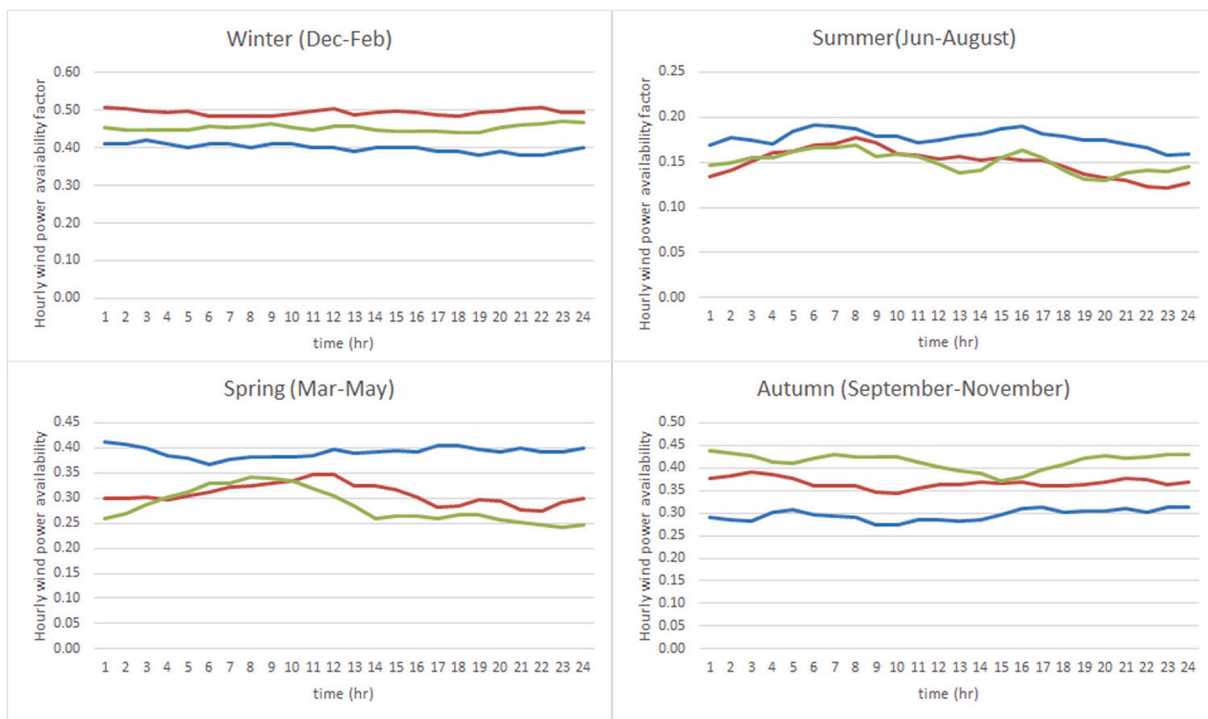 Winter (Dec-Feb)
Hourly wind power availability factor
0.60
0.50
0.40
0.30
0.20
0.10
0.00
1 2 3 4 5 6 7 8 9 10 11 12 13 14 15 16 17 18 19 20 21 22 23 24
time (hr)
Summer(Jun-August)
Hourly wind power availability factor
0.25
0.20
0.15
0.10
0.05
0.00
1 2 3 4 5 6 7 8 9 10 11 12 13 14 15 16 17 18 19 20 21 22 23 24
time (hr)
Spring (Mar-May)
Hourly wind power availability
0.45
0.40
0.35
0.30
0.25
0.20
0.15
0.10
0.05
0.00
1 2 3 4 5 6 7 8 9 10 11 12 13 14 15 16 17 18 19 20 21 22 23 24
time (hr)
Autumn (September-November)
Hourly wind power availability
0.50
0.45
0.40
0.35
0.30
0.25
0.20
0.15
0.10
0.05
0.00
1 2 3 4 5 6 7 8 9 10 11 12 13 14 15 16 17 18 19 20 21 22 23 24
time (hr)